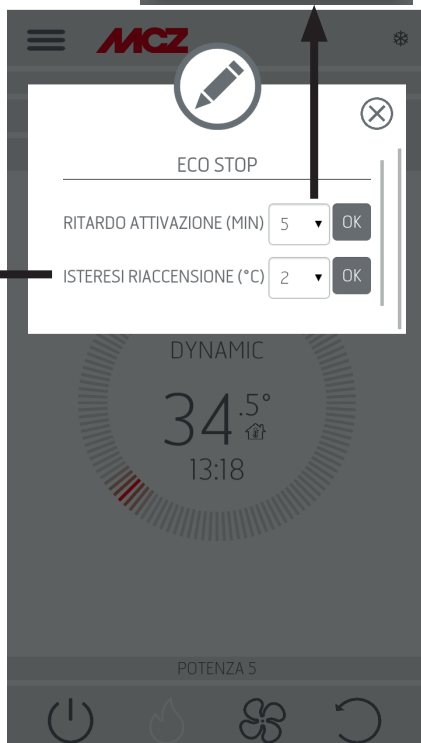 MCZ
ECO STOP
RITARDO ATTIVAZIONE (MIN) 5 OK
ISTERESI RIACCENSIONE (°C) 2 OK
DYNAMIC
34.5°
13:18
POTENZA 5